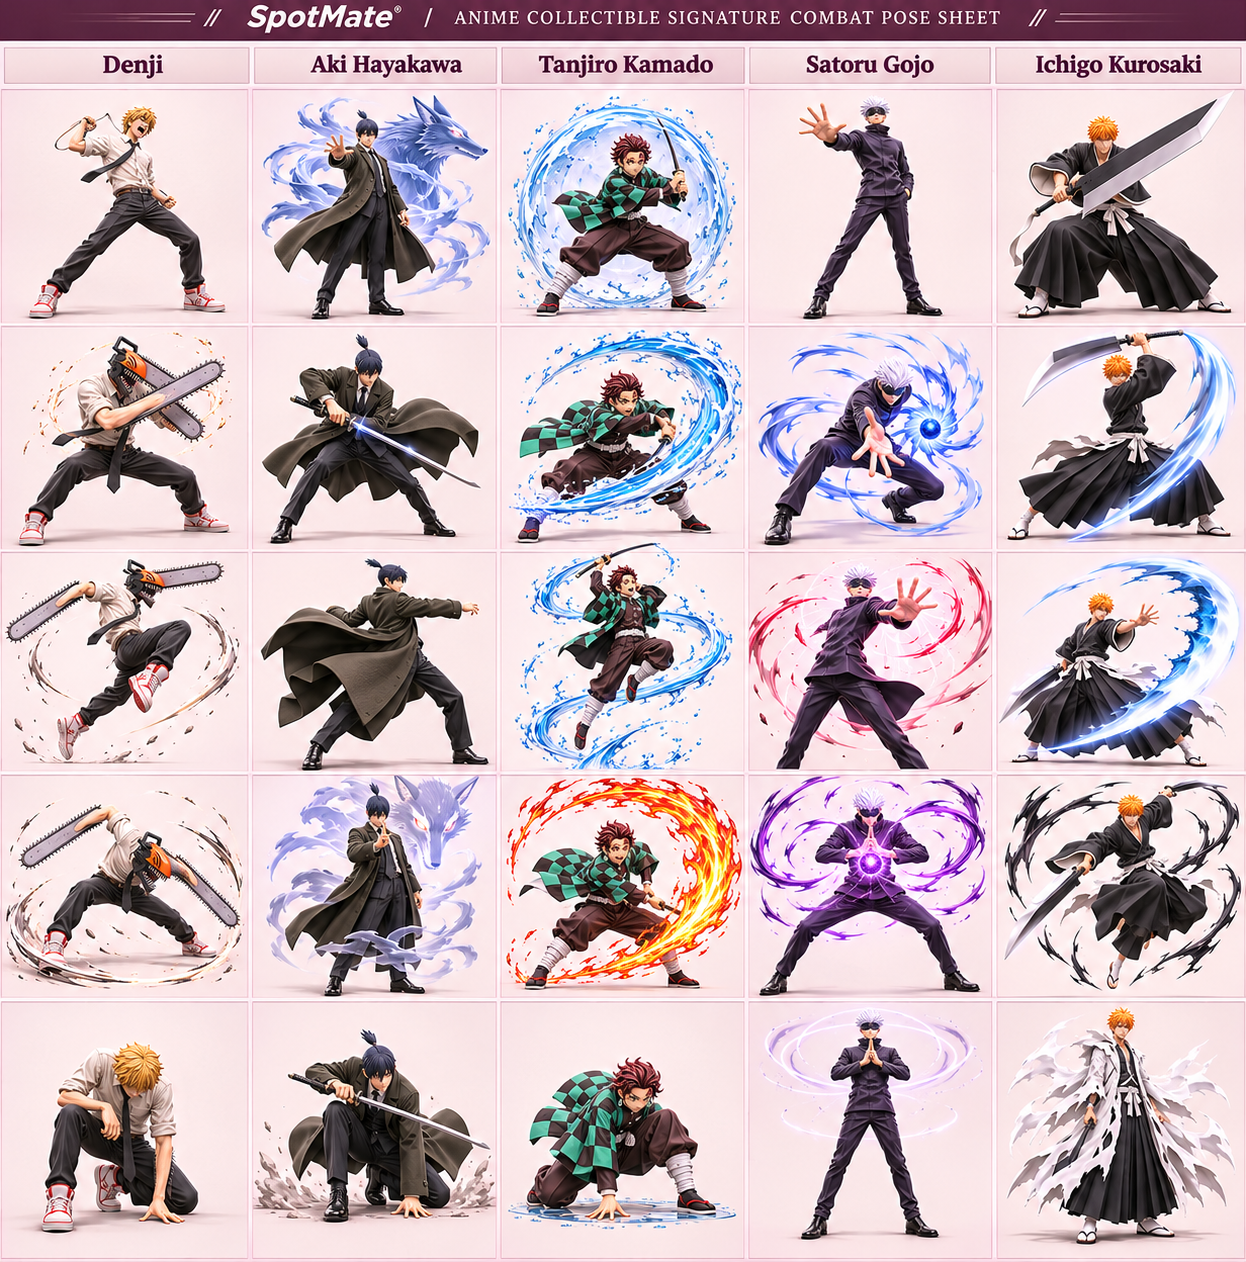 SpotMate® / ANIME COLLECTIBLE SIGNATURE COMBAT POSE SHEET
Denji
Aki Hayakawa
Tanjiro Kamado
Satoru Gojo
Ichigo Kurosaki